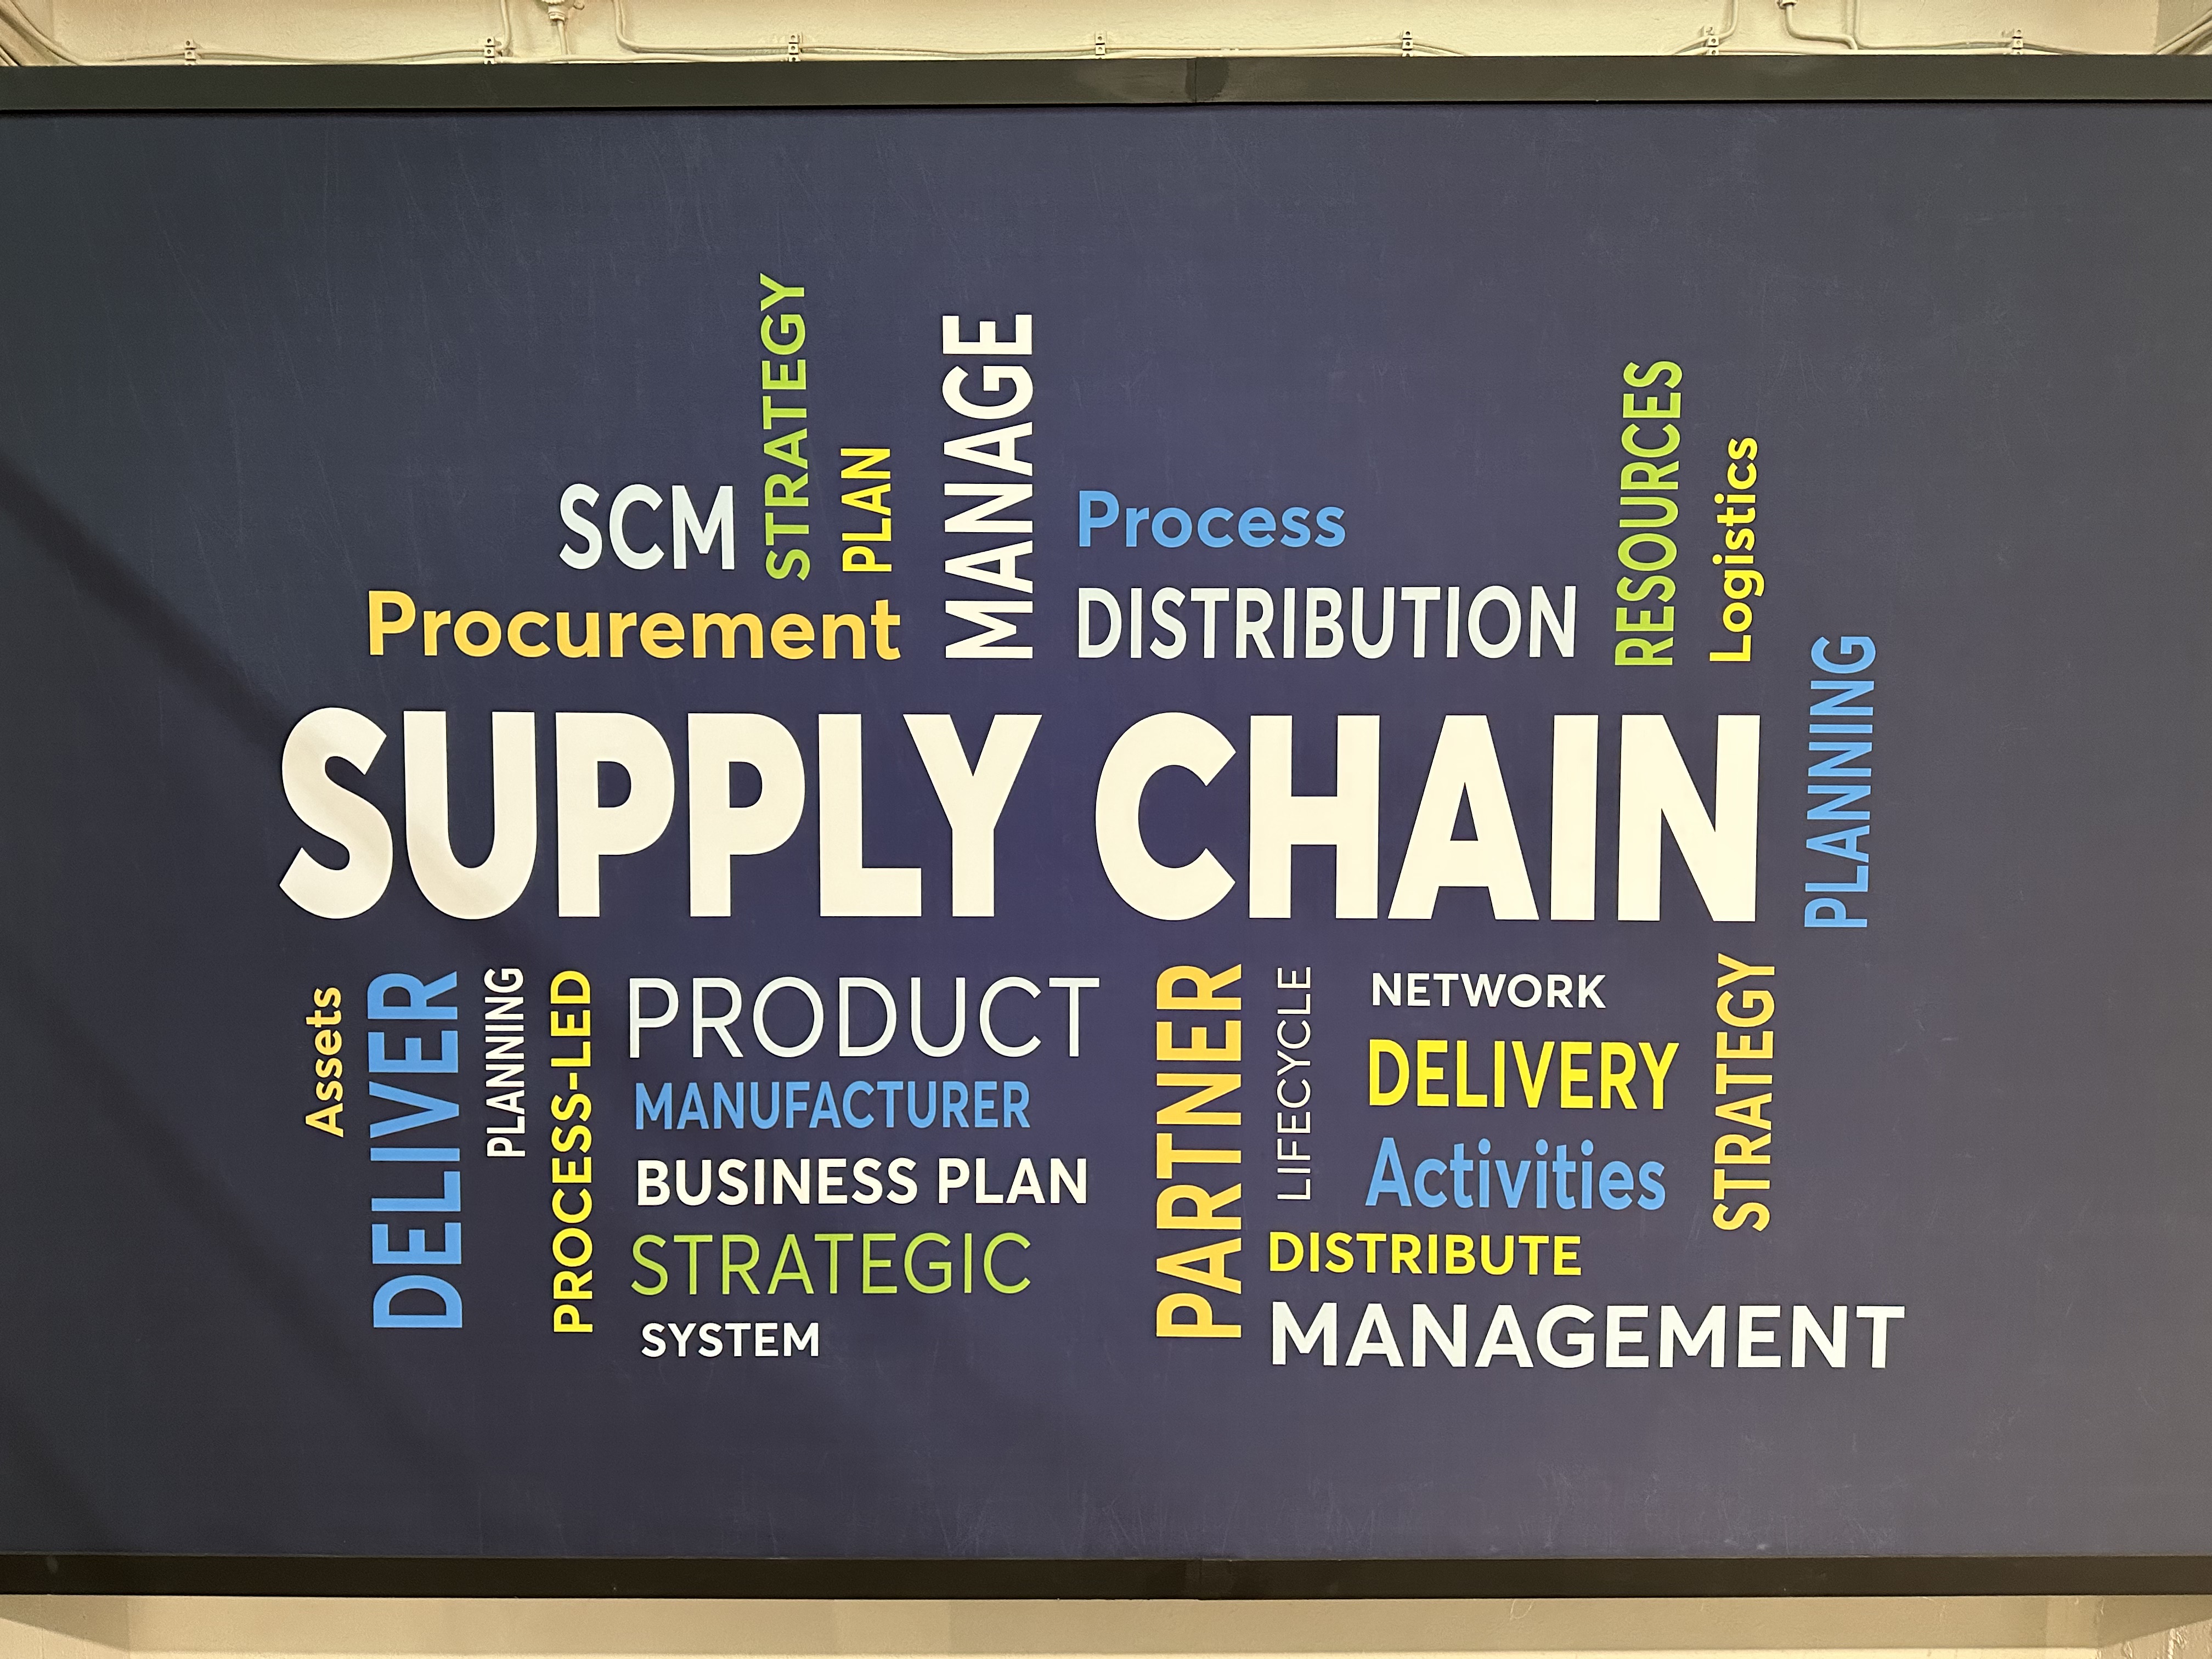 STRATEGY
SCM
PLAN
MANAGE
Process
RESOURCES
Logistics
Procurement
DISTRIBUTION
PLANNING
SUPPLY CHAIN
Assets
DELIVER
PLANNING
PROCESS-LED
PRODUCT
MANUFACTURER
BUSINESS PLAN
STRATEGIC
SYSTEM
PARTNER
LIFECYCLE
NETWORK
DELIVERY
Activities
STRATEGY
DISTRIBUTE
MANAGEMENT